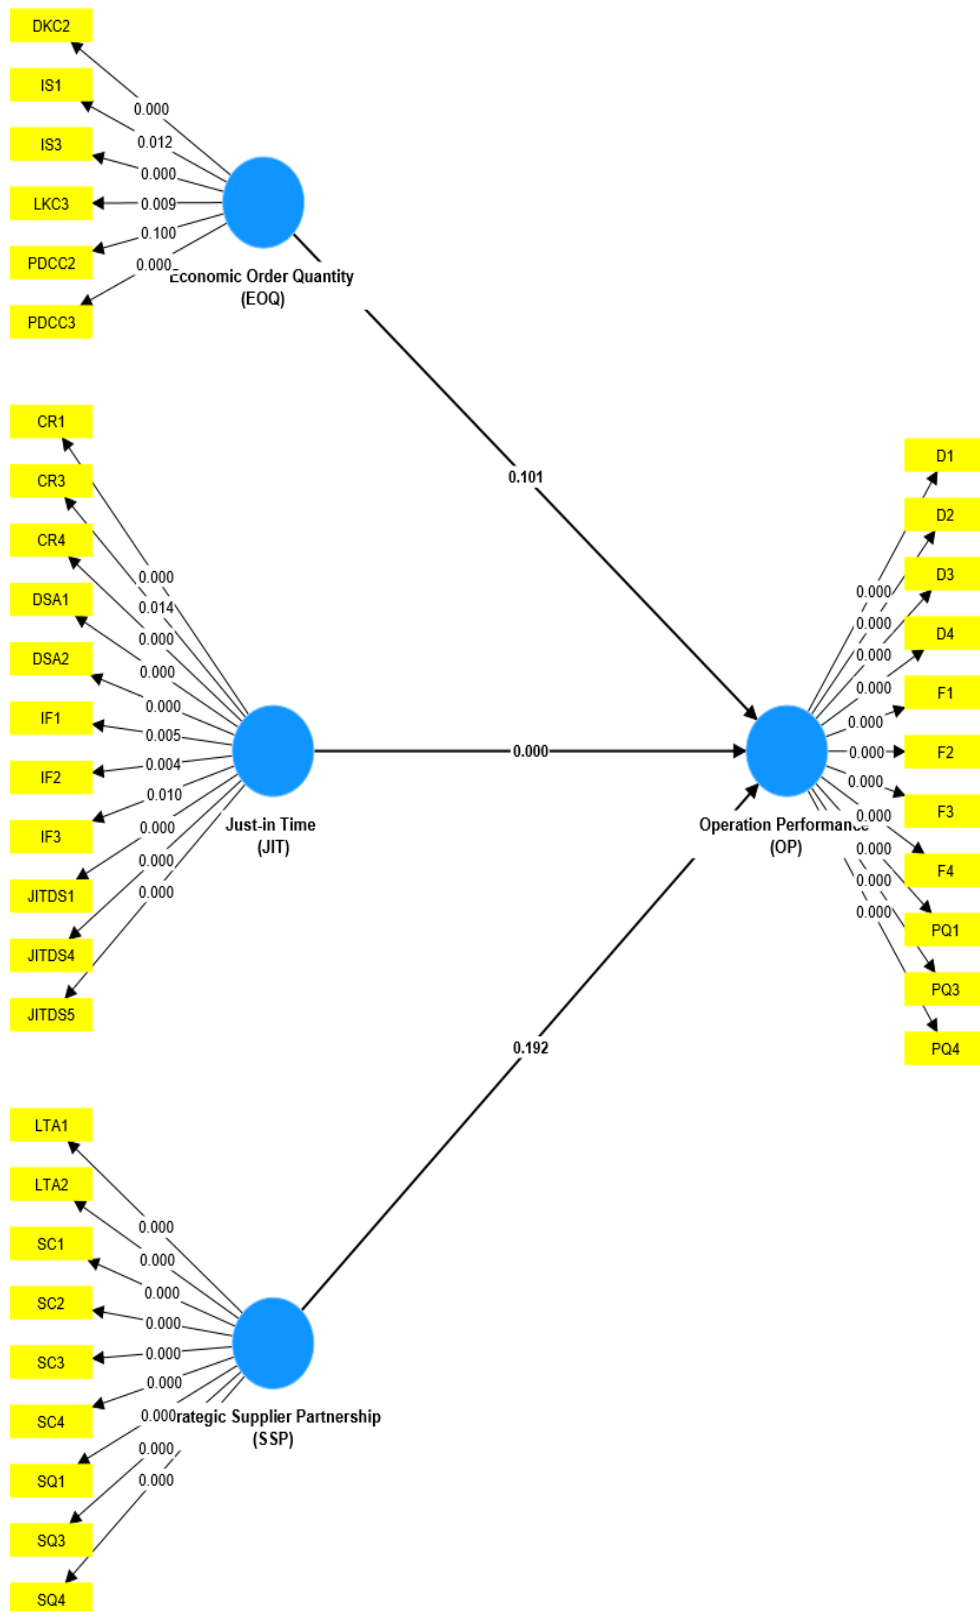 DKC2
IS1
IS3
LKC3
PDCC2
PDCC3
0.000
0.012
0.000
0.009
0.100
0.000
Economic Order Quantity
(EOQ)
0.101
CR1
CR3
CR4
DSA1
DSA2
IF1
IF2
IF3
JITDS1
JITDS4
JITDS5
0.000
0.014
0.000
0.000
0.000
0.005
0.004
0.010
0.000
0.000
0.000
Just-in Time
(JIT)
0.000
LTA1
LTA2
SC1
SC2
SC3
SC4
SQ1
SQ3
SQ4
0.000
0.000
0.000
0.000
0.000
0.000
0.000
0.000
0.000
rategic Supplier Partnership
(SSP)
0.192
Operation Performance
(OP)
0.000
0.000
0.000
0.000
0.000
0.000
0.000
0.000
0.000
0.000
0.000
D1
D2
D3
D4
F1
F2
F3
F4
PQ1
PQ3
PQ4